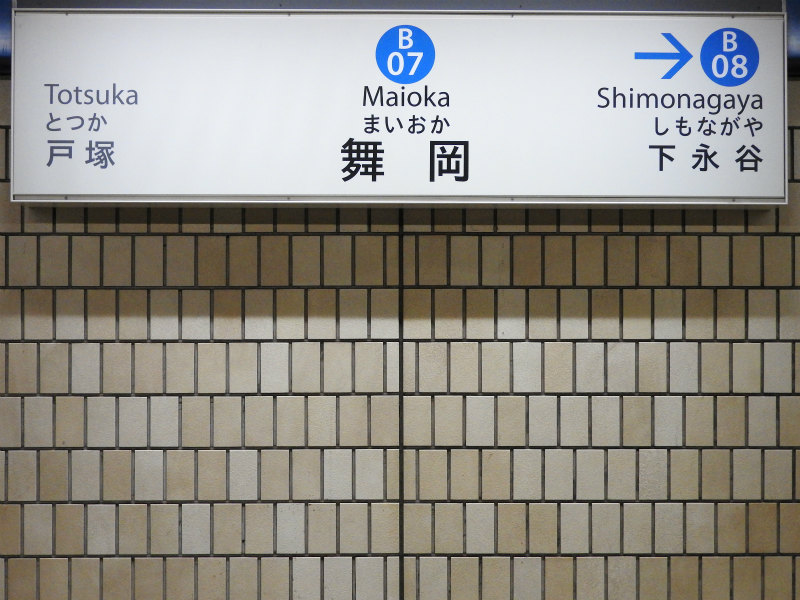 Totsuka
とつか
戸塚
B
07
Maioka
まいおか
舞岡
→ B
08
Shimonagaya
しもながや
下永谷